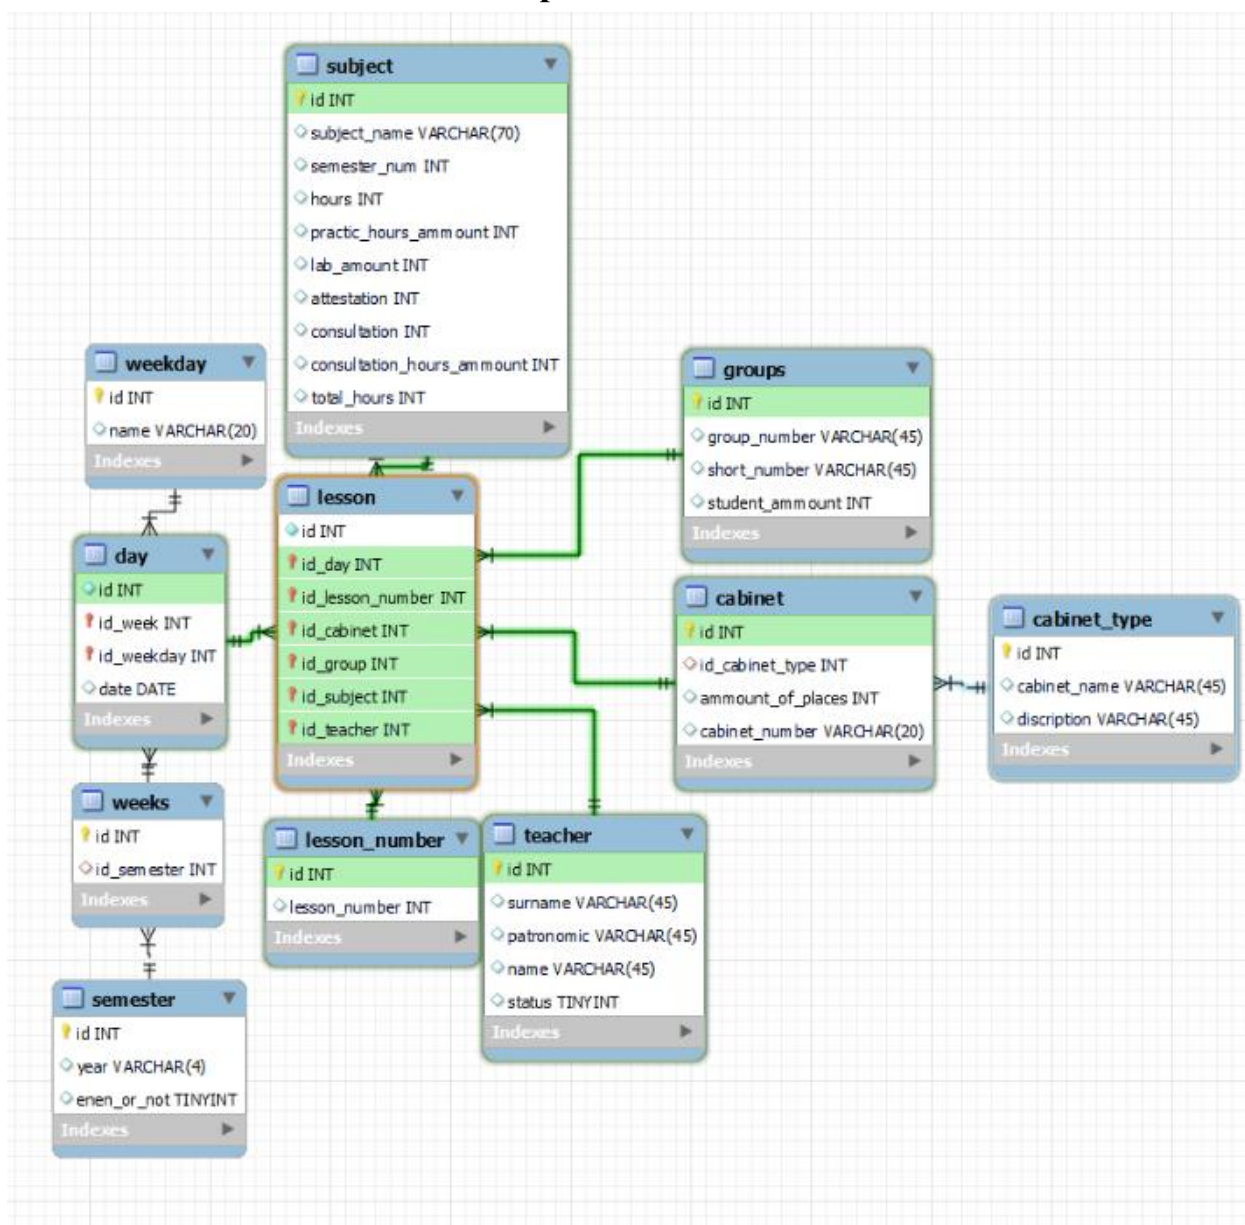 subject
id INT
subject_name VARCHAR(70)
semester_num INT
hours INT
practic_hours_ammount INT
lab_amount INT
attestation INT
consultation INT
consultation_hours_ammount INT
total_hours INT
Indexes
weekday
id INT
name VARCHAR(20)
Indexes
groups
id INT
group_number VARCHAR(45)
short_number VARCHAR(45)
student_ammount INT
Indexes
lesson
id INT
id_day INT
id_lesson_number INT
id_cabinet INT
id_group INT
id_subject INT
id_teacher INT
Indexes
day
id INT
id_week INT
id_weekday INT
date DATE
Indexes
cabinet
id INT
id_cabinet_type INT
ammount_of_places INT
cabinet_number VARCHAR(20)
Indexes
cabinet_type
id INT
cabinet_name VARCHAR(45)
discription VARCHAR(45)
Indexes
weeks
id INT
id_semester INT
Indexes
lesson_number
id INT
lesson_number INT
Indexes
teacher
id INT
surname VARCHAR(45)
patronomic VARCHAR(45)
name VARCHAR(45)
status TINYINT
Indexes
semester
id INT
year VARCHAR(4)
enen_or_not TINYINT
Indexes